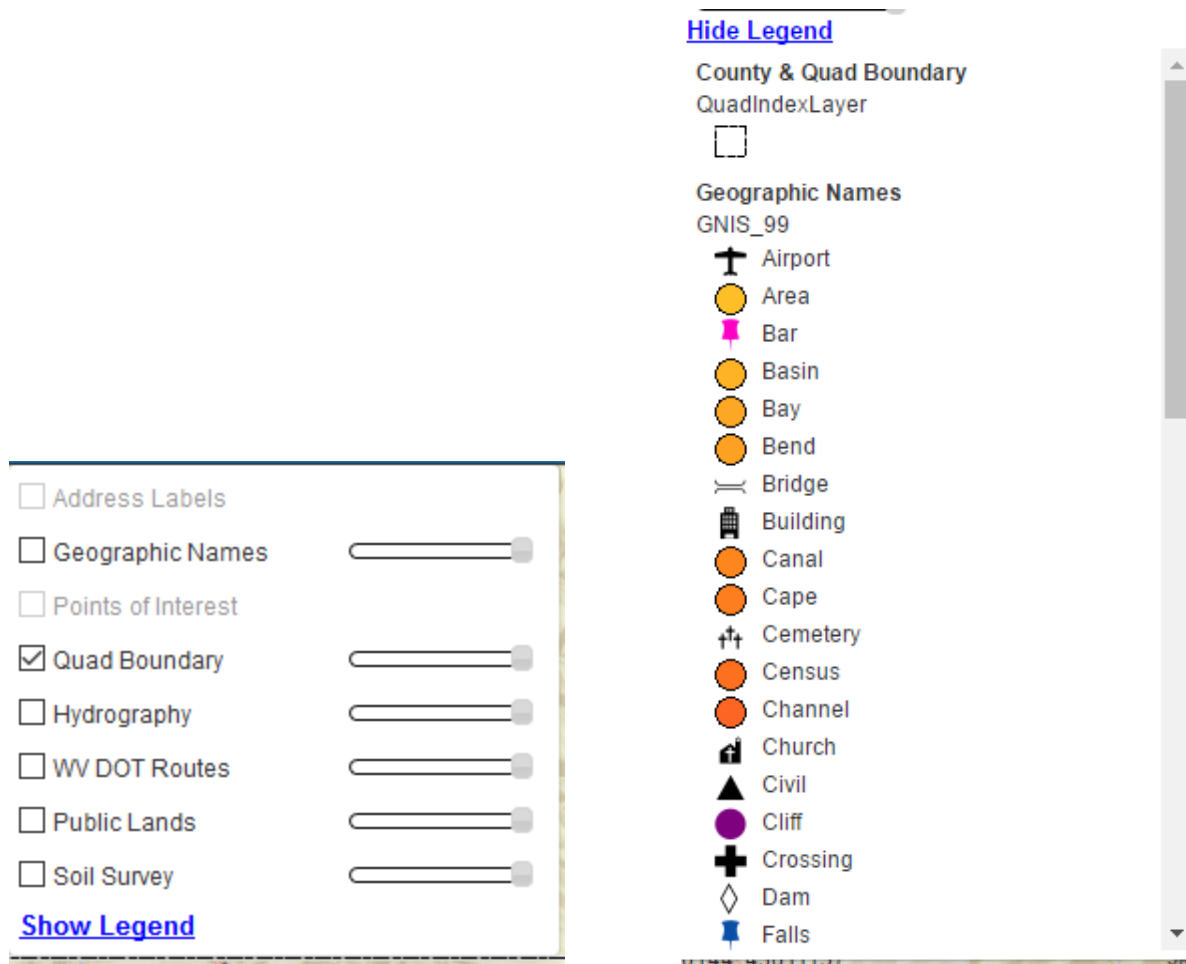 Address Labels
Geographic Names
Points of Interest
Quad Boundary
Hydrography
WV DOT Routes
Public Lands
Soil Survey
Show Legend
Hide Legend
County & Quad Boundary
QuadIndexLayer
Geographic Names
GNIS_99
Airport
Area
Bar
Basin
Bay
Bend
Bridge
Building
Canal
Cape
Cemetery
Census
Channel
Church
Civil
Cliff
Crossing
Dam
Falls